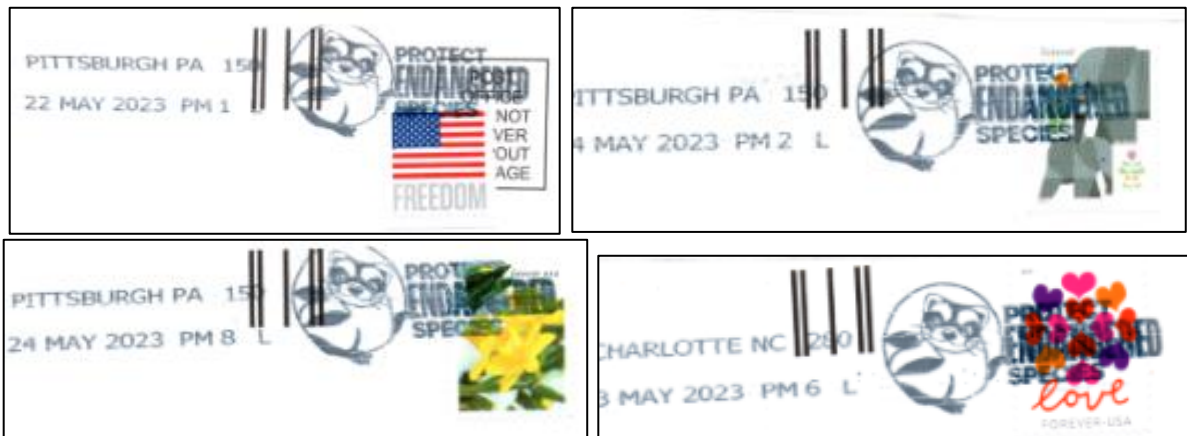 PITTSBURGH PA 150
22 MAY 2023 PM 1
PROTECT
ENDANGERED
SPECIES
POST
OFFICE
NOT
VER
OUT
AGE
FREEDOM
PITTSBURGH PA 150
4 MAY 2023 PM 2 L
PROTECT
ENDANGERED
SPECIES
PITTSBURGH PA 15
24 MAY 2023 PM 8 L
PROTECT
ENDANGERED
SPECIES
CHARLOTTE NC 280
3 MAY 2023 PM 6 L
PROTECT
ENDANGERED
SPECIES
love
FOREVER-USA